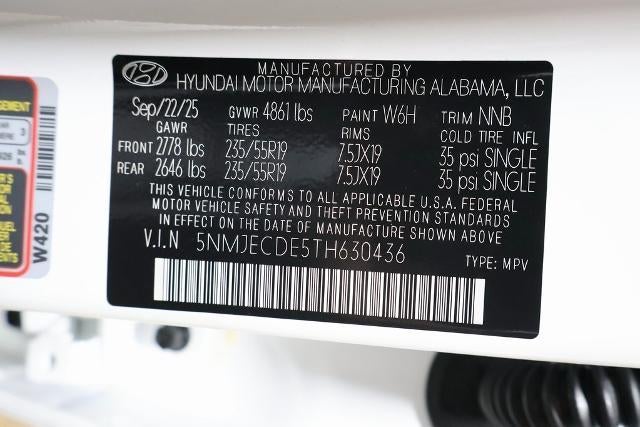 MANUFACTURED BY
HYUNDAI MOTOR MANUFACTURING ALABAMA, LLC
Sep/22/25 GVWR 4861 lbs PAINT W6H TRIM NNB
GAWR TIRES RIMS COLD TIRE INFL
FRONT 2778 lbs 235/55R19 7.5JX19 35 psi SINGLE
REAR 2646 lbs 235/55R19 7.5JX19 35 psi SINGLE
THIS VEHICLE CONFORMS TO ALL APPLICABLE U.S.A. FEDERAL
MOTOR VEHICLE SAFETY AND THEFT PREVENTION STANDARDS
IN EFFECT ON THE DATE OF MANUFACTURE SHOWN ABOVE
V.I.N 5NMJECDE5TH630436
TYPE: MPV
W420